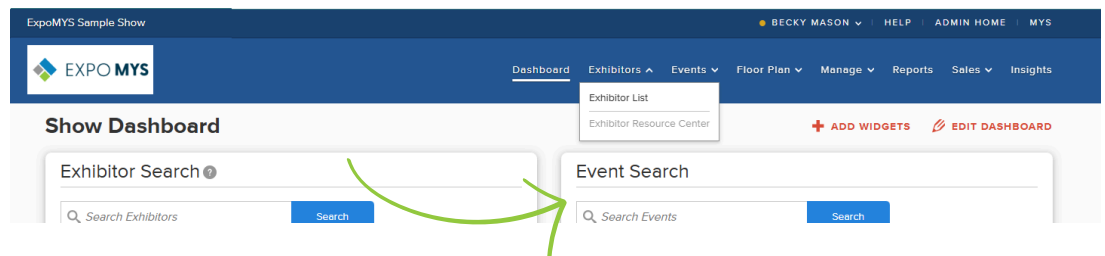 ExpoMYS Sample Show
BECKY MASON HELP ADMIN HOME MYS
EXPO MYS
Dashboard Exhibitors Events Floor Plan Manage Reports Sales Insights
Exhibitor List
Exhibitor Resource Center
Show Dashboard
ADD WIDGETS EDIT DASHBOARD
Exhibitor Search ?
Event Search
Search Exhibitors Search
Search Events Search